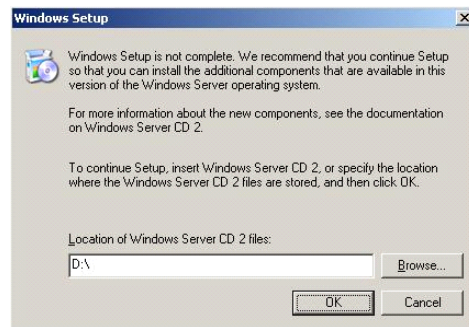 Windows Setup
Windows Setup is not complete. We recommend that you continue Setup
so that you can install the additional components that are available in this
version of the Windows Server operating system.
For more information about the new components, see the documentation
on Windows Server CD 2.
To continue Setup, insert Windows Server CD 2, or specify the location
where the Windows Server CD 2 files are stored, and then click OK.
Location of Windows Server CD 2 files:
D:\
Browse...
OK
Cancel